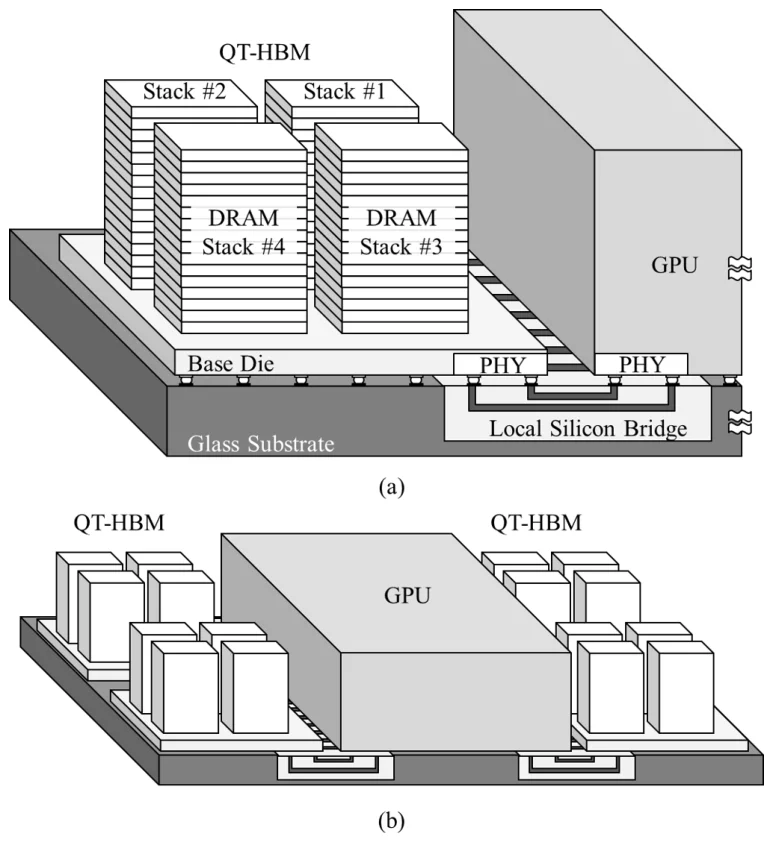 QT-HBM
Stack #2
Stack #1
DRAM
Stack #4
DRAM
Stack #3
GPU
Base Die
PHY
PHY
Local Silicon Bridge
Glass Substrate
(a)
QT-HBM
QT-HBM
GPU
(b)